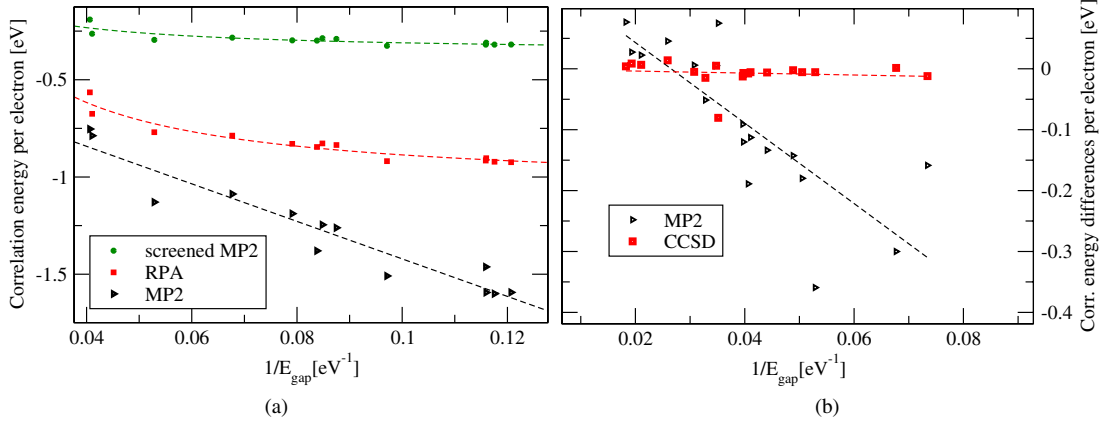 Correlation energy per electron [eV]
-0.5
-1
-1.5
screened MP2
RPA
MP2
0.04
0.06
0.08
0.1
0.12
1/E_gap[eV^-1]
(a)
MP2
CCSD
0.02
0.04
0.06
0.08
1/E_gap[eV^-1]
(b)
0
-0.1
-0.2
-0.3
-0.4
Corr. energy differences per electron [eV]